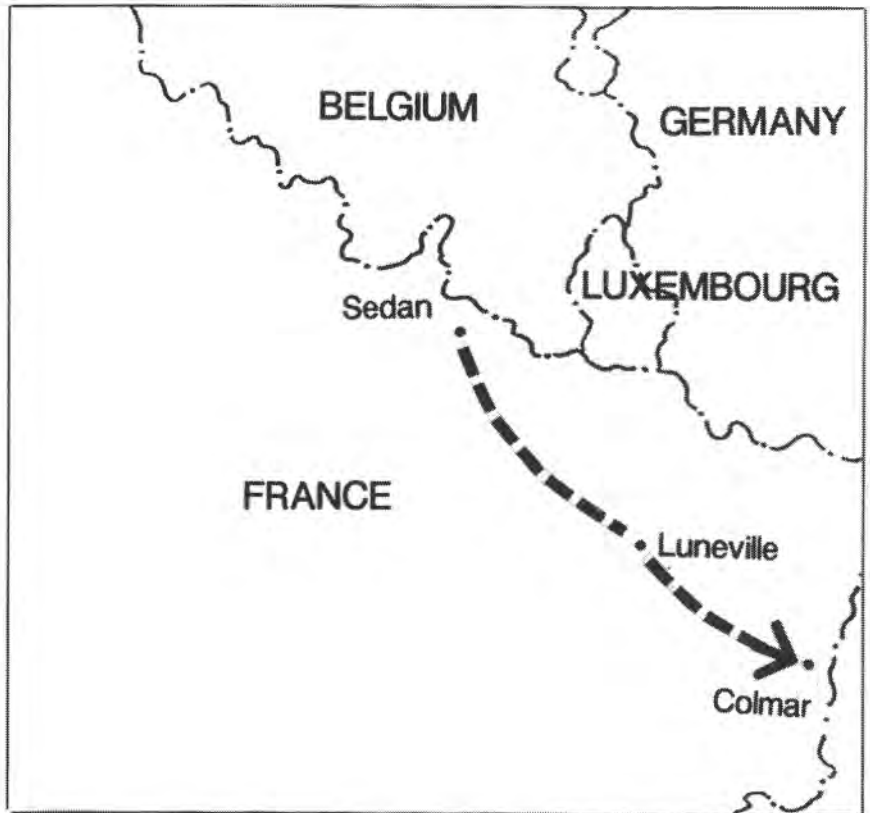 BELGIUM
GERMANY
LUXEMBOURG
Sedan
FRANCE
Luneville
Colmar